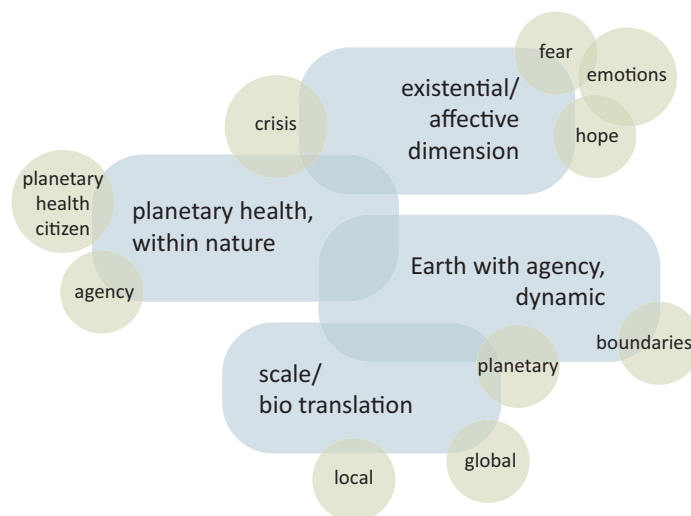 fear
emotions
existential/
affective
dimension
crisis
hope
planetary
health
citizen
planetary health,
within nature
agency
Earth with agency,
dynamic
boundaries
planetary
scale/
bio translation
global
local